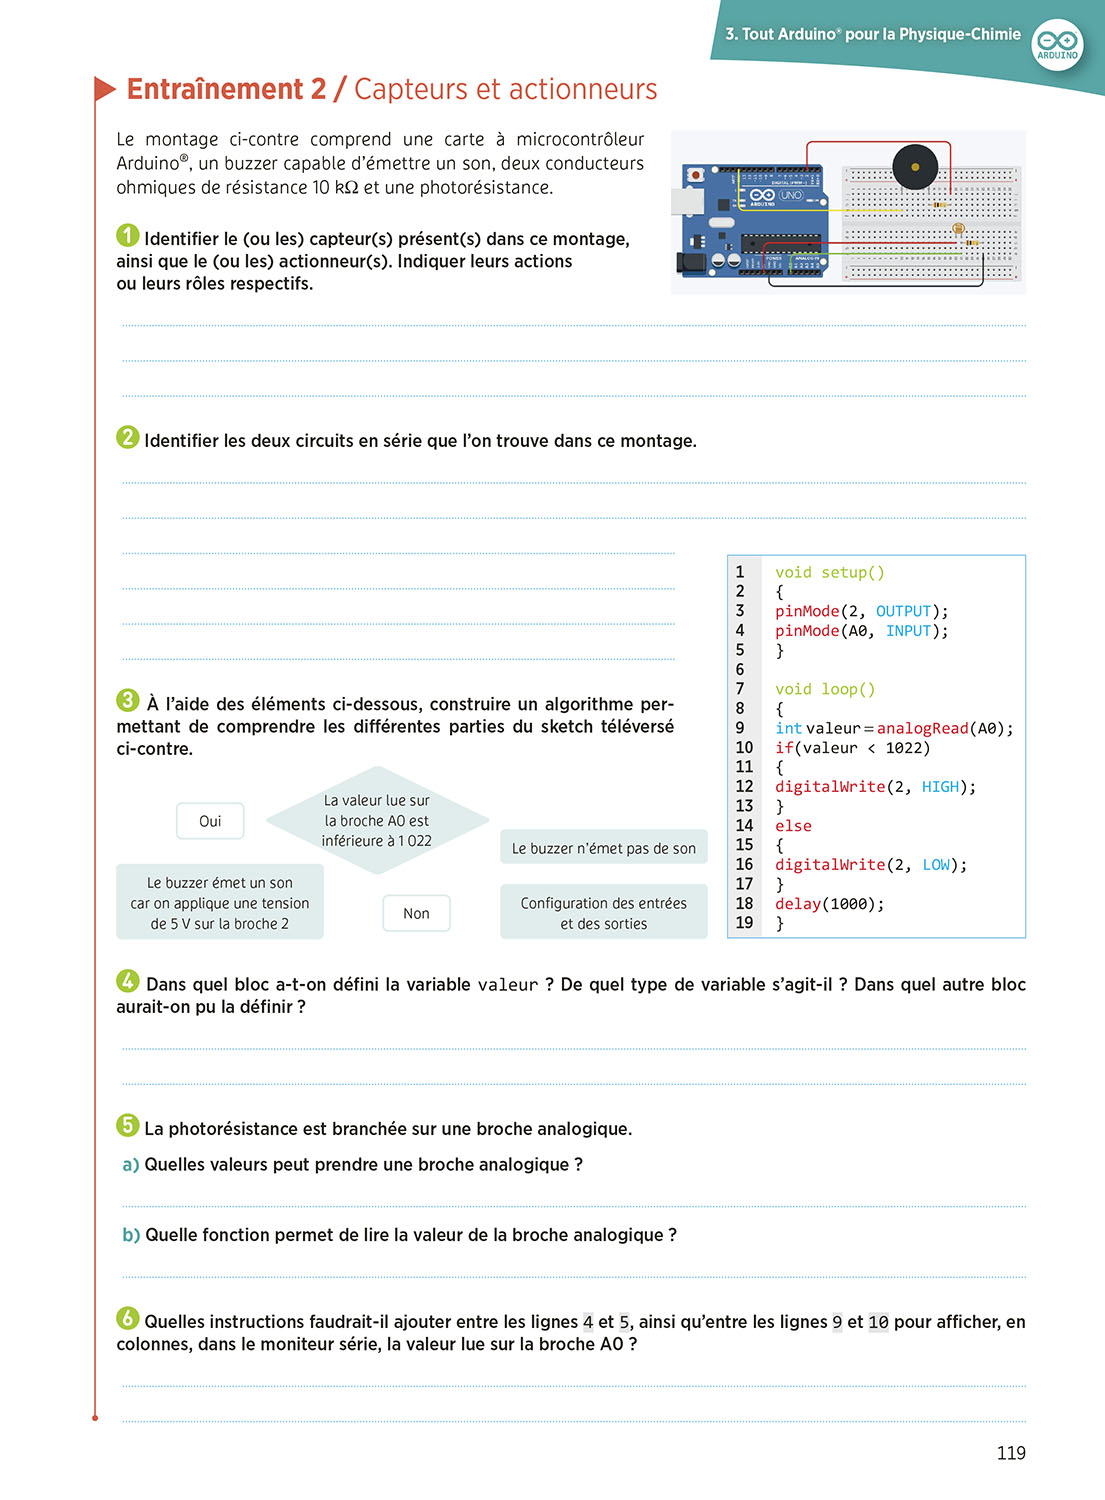 3. Tout Arduino® pour la Physique-Chimie
ARDUINO
Entraînement 2 / Capteurs et actionneurs
Le montage ci-contre comprend une carte à microcontrôleur
Arduino®, un buzzer capable d'émettre un son, deux conducteurs
ohmiques de résistance 10 kΩ et une photorésistance.
ARDUINO
UNO
POWER
ANALOG IN
1 Identifier le (ou les) capteur(s) présent(s) dans ce montage,
ainsi que le (ou les) actionneur(s). Indiquer leurs actions
ou leurs rôles respectifs.
2 Identifier les deux circuits en série que l'on trouve dans ce montage.
1 void setup()
2 {
3 pinMode(2, OUTPUT);
4 pinMode(A0, INPUT);
5 }
6
7 void loop()
8 {
9 int valeur=analogRead(A0);
10 if(valeur < 1022)
11 {
12 digitalWrite(2, HIGH);
13 }
14 else
15 {
16 digitalWrite(2, LOW);
17 }
18 delay(1000);
19 }
3 À l'aide des éléments ci-dessous, construire un algorithme per-
mettant de comprendre les différentes parties du sketch téléversé
ci-contre.
Oui
La valeur lue sur
la broche A0 est
inférieure à 1 022
Le buzzer n'émet pas de son
Le buzzer émet un son
car on applique une tension
de 5 V sur la broche 2
Non
Configuration des entrées
et des sorties
4 Dans quel bloc a-t-on défini la variable valeur ? De quel type de variable s'agit-il ? Dans quel autre bloc
aurait-on pu la définir ?
5 La photorésistance est branchée sur une broche analogique.
a) Quelles valeurs peut prendre une broche analogique ?
b) Quelle fonction permet de lire la valeur de la broche analogique ?
6 Quelles instructions faudrait-il ajouter entre les lignes 4 et 5, ainsi qu'entre les lignes 9 et 10 pour afficher, en
colonnes, dans le moniteur série, la valeur lue sur la broche A0 ?
119